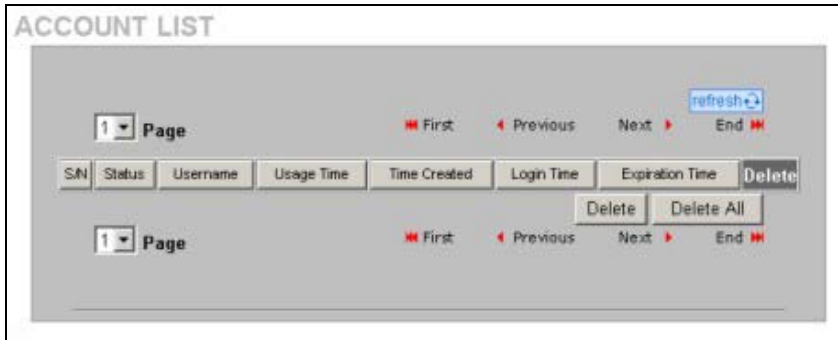 ACCOUNT LIST
refresh
1 Page First Previous Next End
S/N Status Username Usage Time Time Created Login Time Expiration Time Delete
Delete Delete All
1 Page First Previous Next End